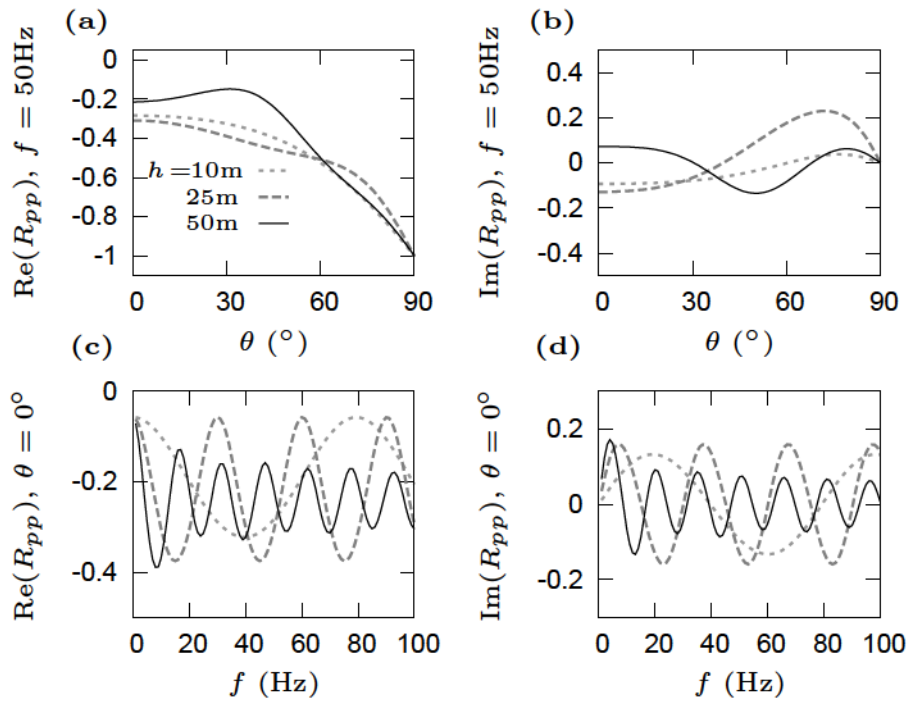 (a)
Re(Rpp), f = 50Hz
0
-0.2
-0.4
-0.6
-0.8
-1
h =10m
25m
50m
0 30 60 90
θ (°)
(b)
Im(Rpp), f = 50Hz
0.4
0.2
0
-0.2
-0.4
0 30 60 90
θ (°)
(c)
Re(Rpp), θ = 0°
0
-0.2
-0.4
0 20 40 60 80 100
f (Hz)
(d)
Im(Rpp), θ = 0°
0.2
0
-0.2
0 20 40 60 80 100
f (Hz)